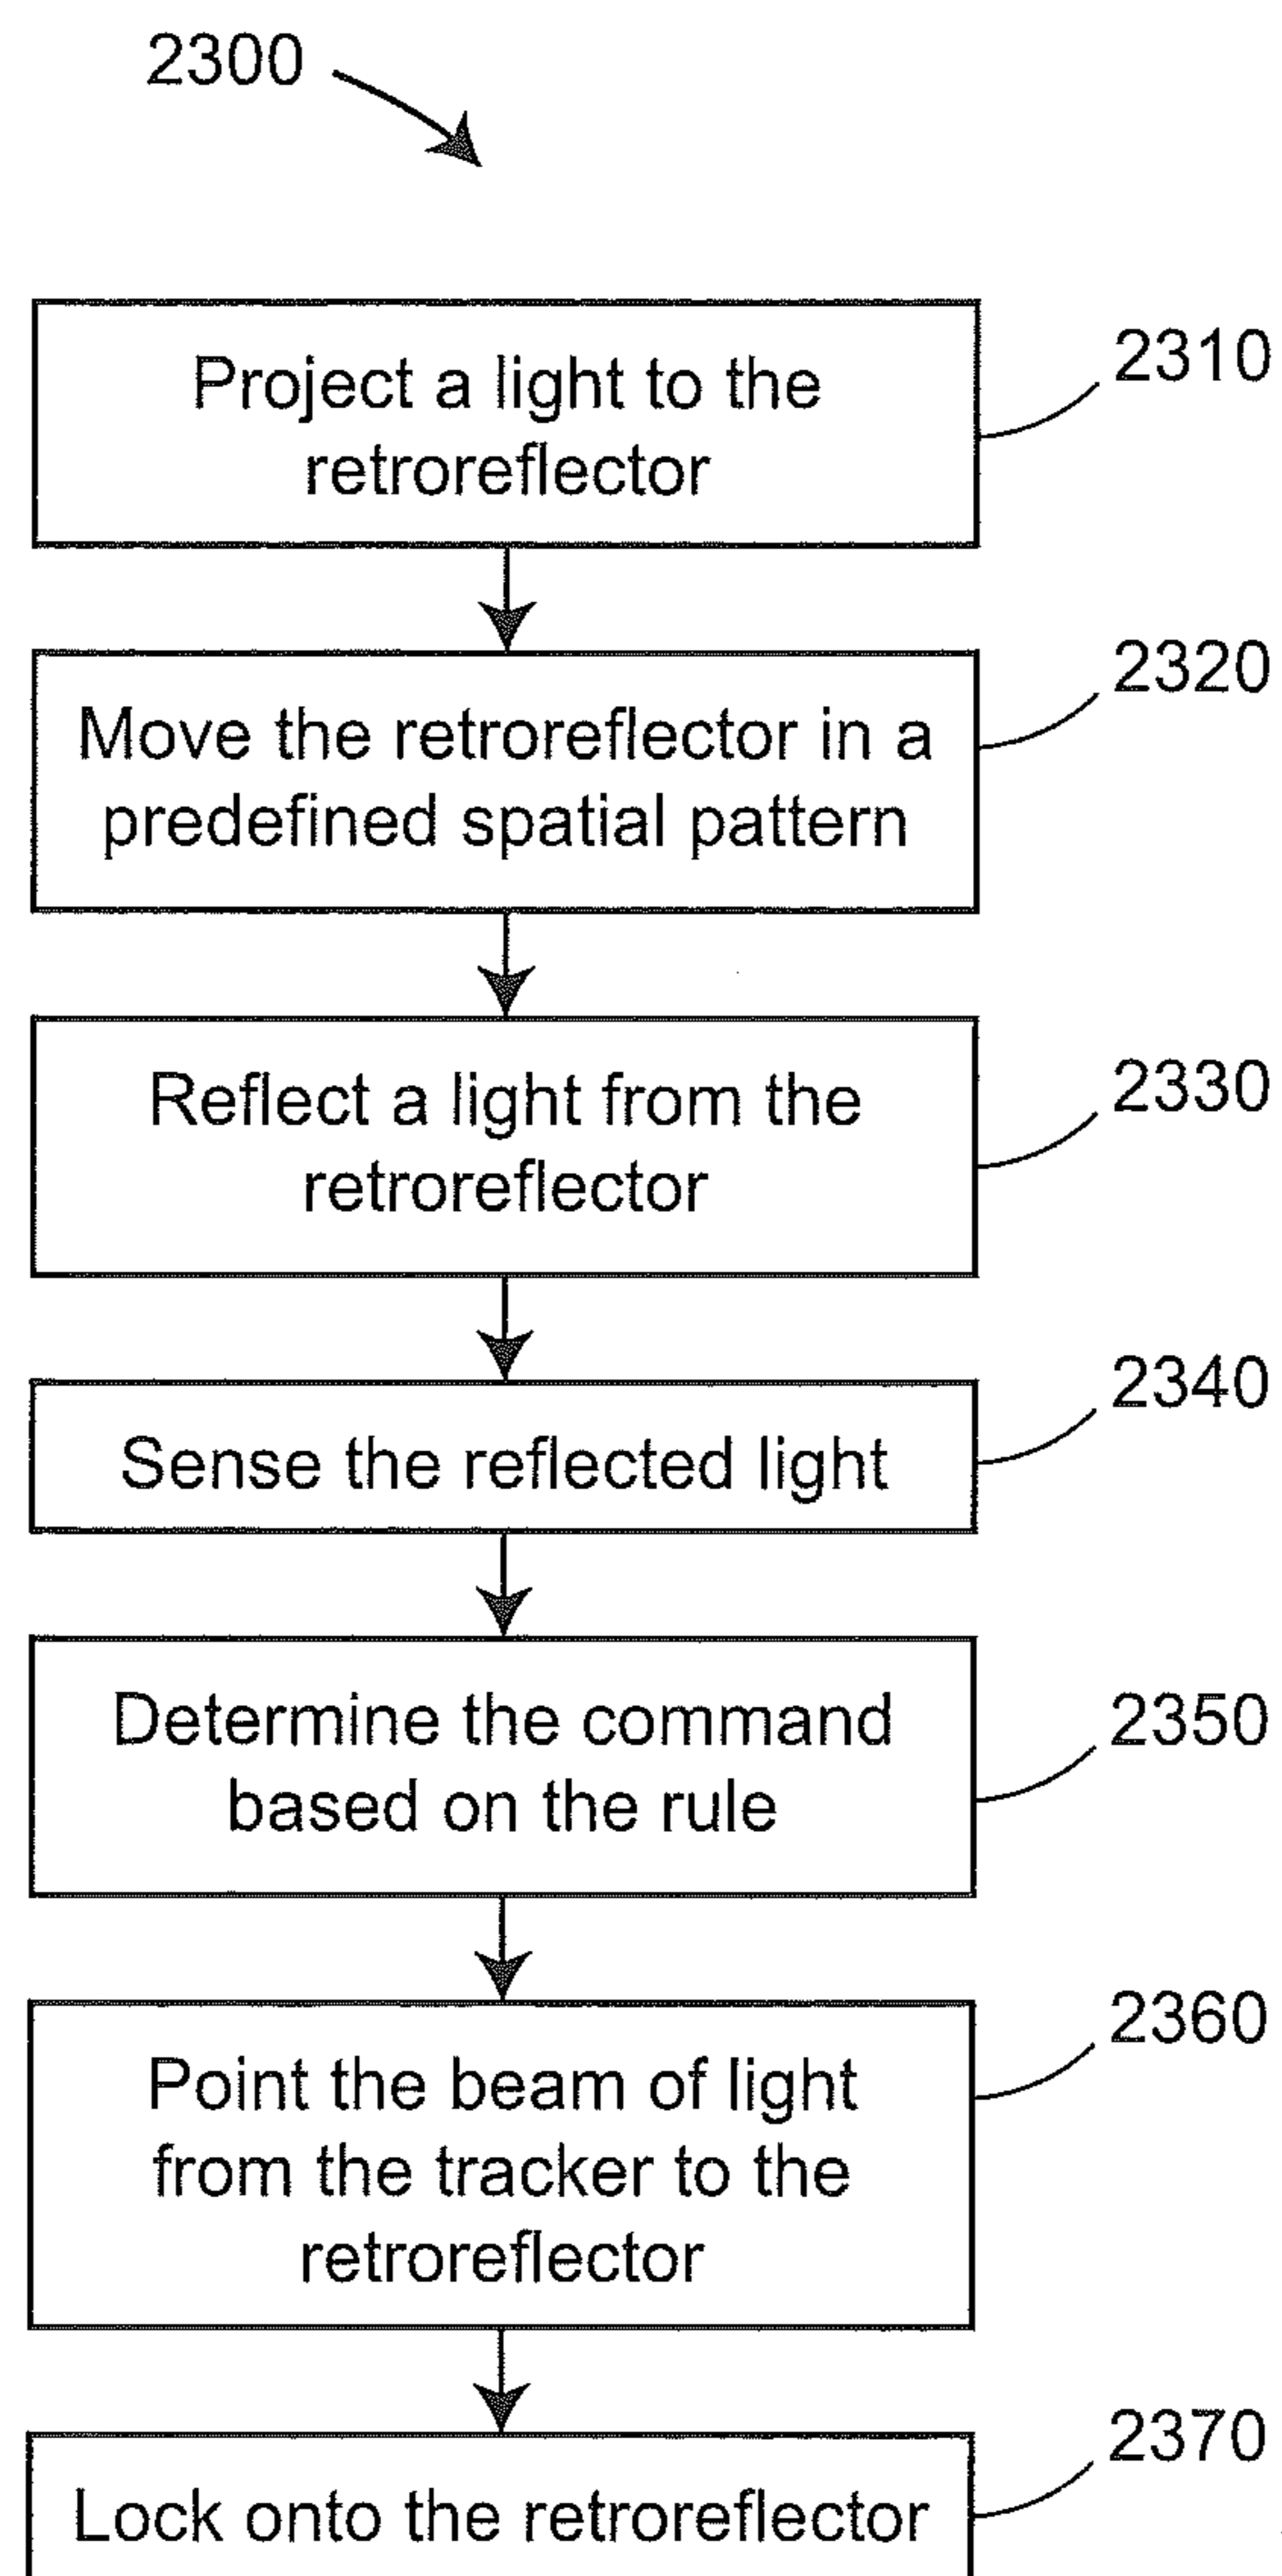 2300
Project a light to the
retroreflector
2310
Move the retroreflector in a
predefined spatial pattern
2320
Reflect a light from the
retroreflector
2330
Sense the reflected light
2340
Determine the command
based on the rule
2350
Point the beam of light
from the tracker to the
retroreflector
2360
Lock onto the retroreflector
2370